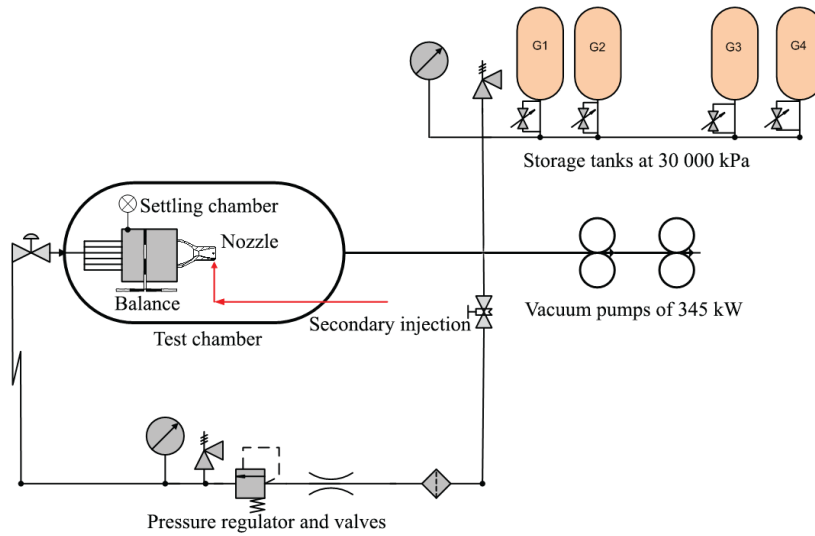 G1 G2 G3 G4
Storage tanks at 30 000 kPa
Settling chamber
Nozzle
Balance
Secondary injection
Vacuum pumps of 345 kW
Test chamber
Pressure regulator and valves